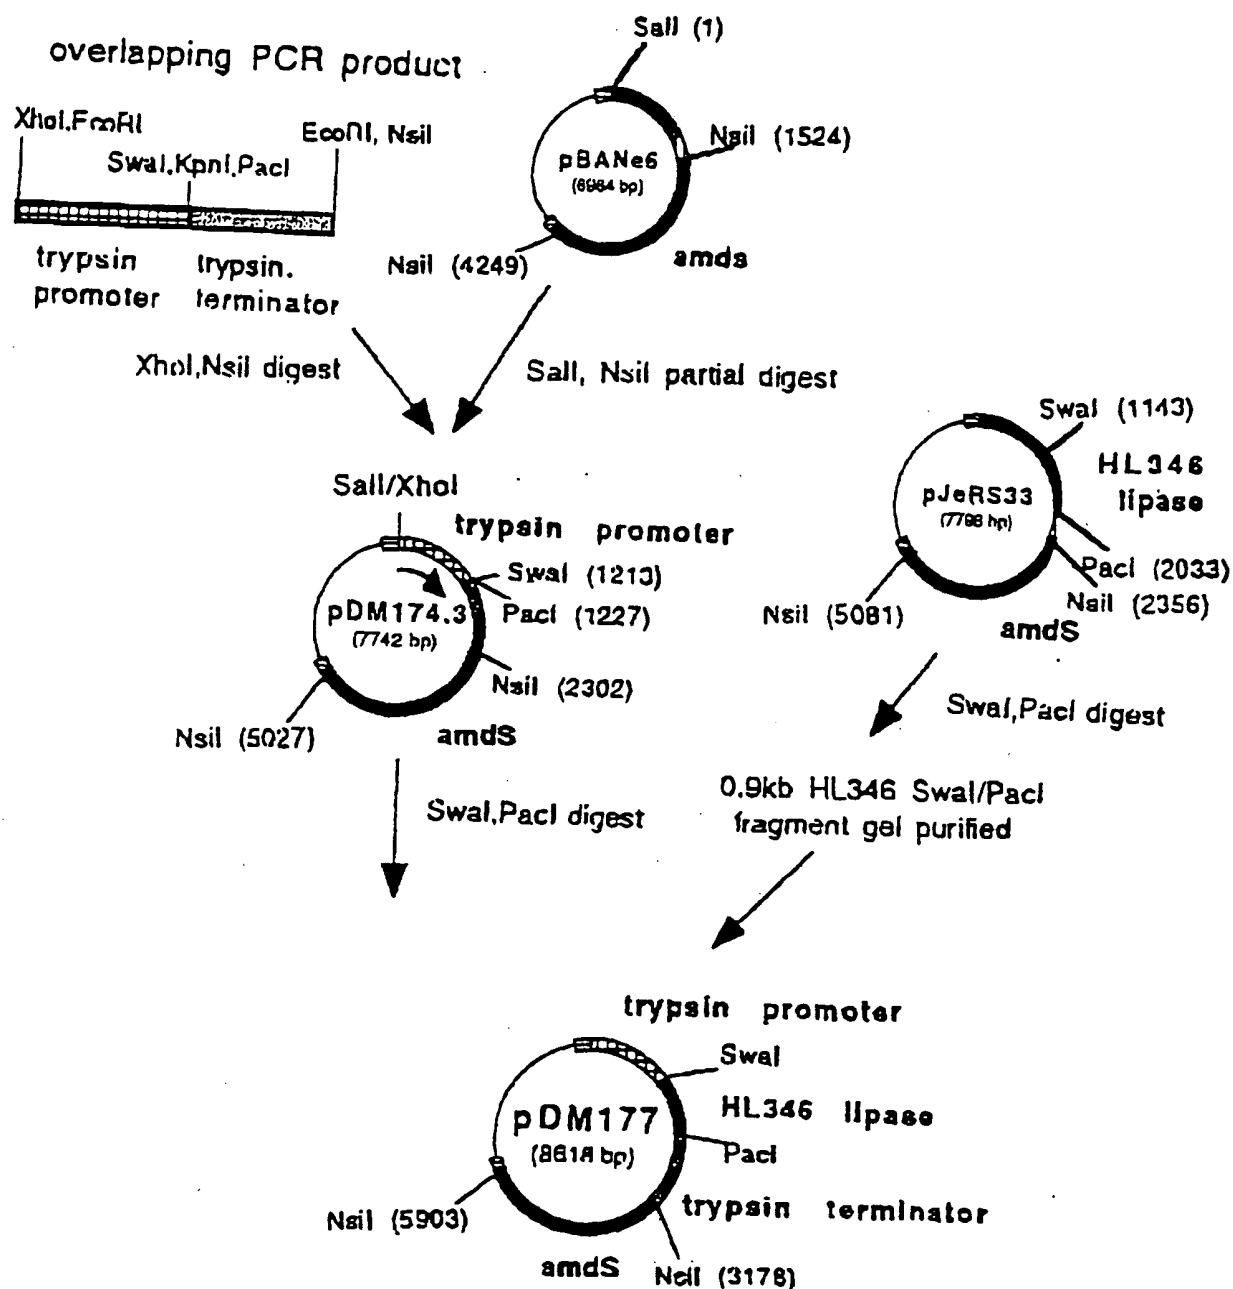 overlapping PCR product
XhoI,EcoRI
EcoRI, NsiI
SwaI,KpnI,PacI
trypsin promoter
trypsin. terminator
SalI (1)
NsiI (1524)
pBANe6
(6964 bp)
NsiI (4249)
amds
XhoI,NsiI digest
SalI, NsiI partial digest
SalI/XhoI
trypsin promoter
SwaI (1213)
pDM174.3
(7742 bp)
PacI (1227)
NsiI (2302)
NsiI (5027)
amdS
SwaI (1143)
HL346
lipase
pJeRS33
(7798 bp)
PacI (2033)
NsiI (2356)
NsiI (5081)
amdS
SwaI,PacI digest
SwaI,PacI digest
0.9kb HL346 SwaI/PacI
fragment gel purified
trypsin promoter
SwaI
HL346 lipase
pDM177
(8618 bp)
PacI
NsiI (5903)
trypsin terminator
amdS
NsiI (3178)